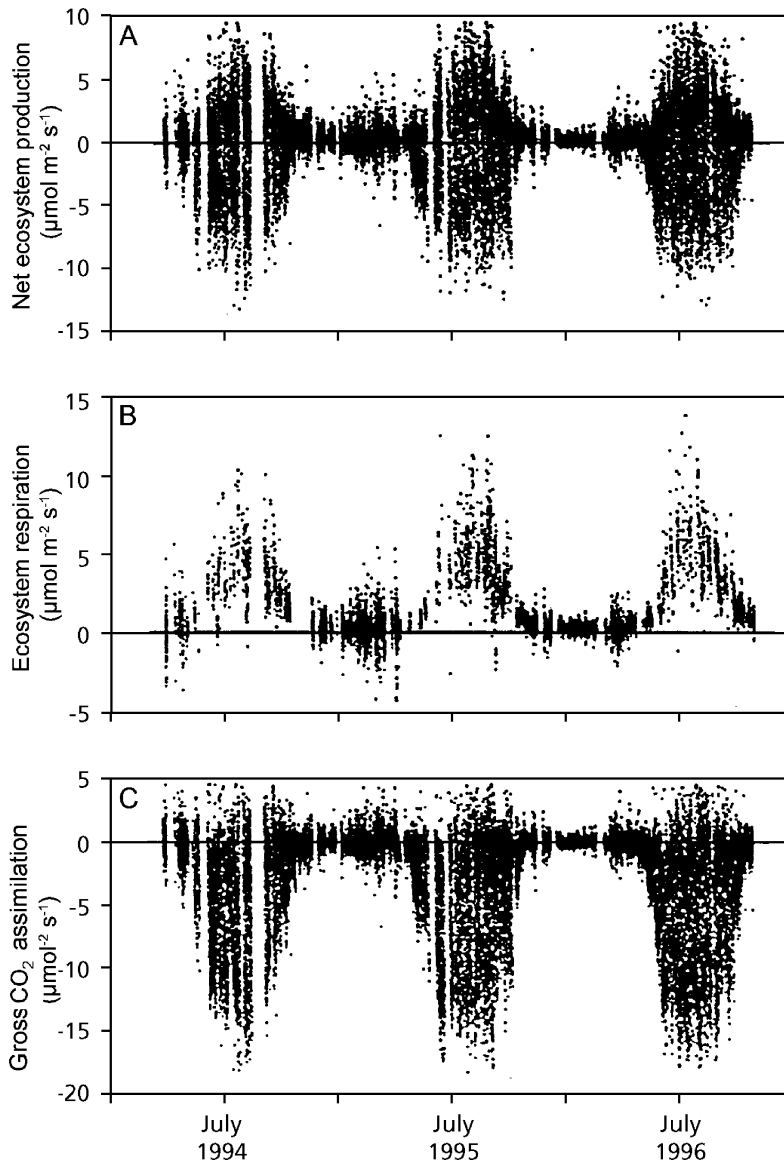 A
Net ecosystem production
(µmol m⁻² s⁻¹)
10
5
0
-5
-10
-15
B
Ecosystem respiration
(µmol m⁻² s⁻¹)
15
10
5
0
-5
C
Gross CO₂ assimilation
(µmol⁻² s⁻¹)
5
0
-5
-10
-15
-20
July
1994
July
1995
July
1996